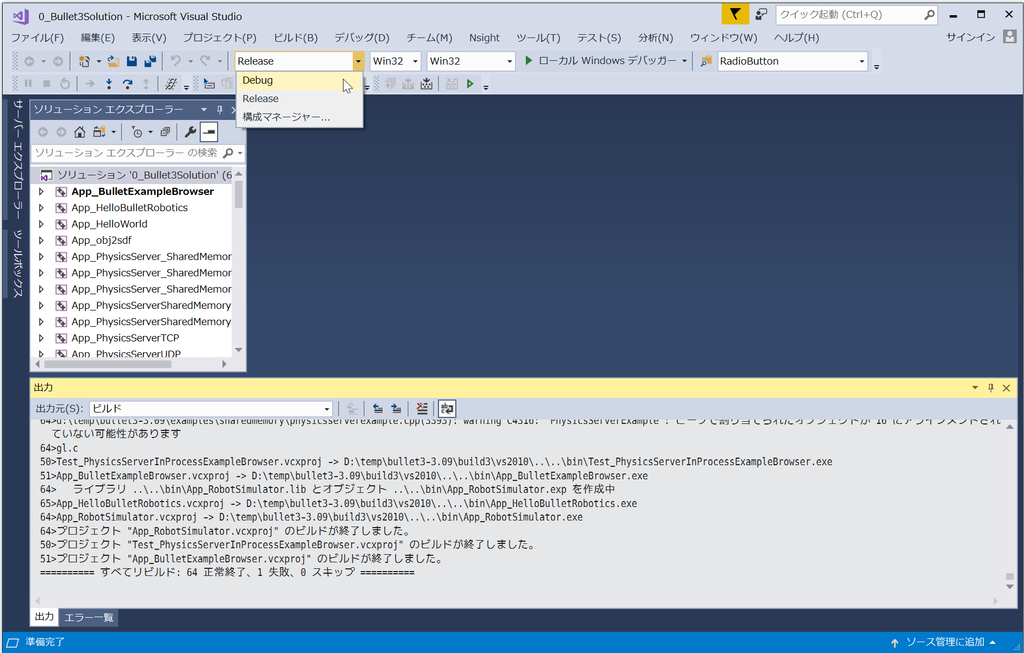 0_Bullet3Solution - Microsoft Visual Studio
クイック起動 (Ctrl+Q)
ファイル(F) 編集(E) 表示(V) プロジェクト(P) ビルド(B) デバッグ(D) チーム(M) Nsight ツール(T) テスト(S) 分析(N) ウィンドウ(W) ヘルプ(H) サインイン
Release Win32 Win32 ローカル Windows デバッガー RadioButton
Debug
Release
構成マネージャー...
サーバー エクスプローラー
ツールボックス
ソリューション エクスプローラー
ソリューション エクスプローラー の検索
ソリューション '0_Bullet3Solution' (6
App_BulletExampleBrowser
App_HelloBulletRobotics
App_HelloWorld
App_obj2sdf
App_PhysicsServer_SharedMemor
App_PhysicsServer_SharedMemor
App_PhysicsServer_SharedMemor
App_PhysicsServerSharedMemory
App_PhysicsServerSharedMemory
App_PhysicsServerTCP
App_PhysicsServerUDP
出力
出力元(S): ビルド
64>d:\temp\bullet3-3.09\examples\sharedmemory\physicsserverexample.cpp(3393): warning C4316: 'PhysicsServerExample': ヒープで割り当てられたオブジェクトが 16 にアラインメントされ
ていない可能性があります
64>gl.c
50>Test_PhysicsServerInProcessExampleBrowser.vcxproj -> D:\temp\bullet3-3.09\build3\vs2010\..\..\bin\Test_PhysicsServerInProcessExampleBrowser.exe
51>App_BulletExampleBrowser.vcxproj -> D:\temp\bullet3-3.09\build3\vs2010\..\..\bin\App_BulletExampleBrowser.exe
64>   ライブラリ ..\..\bin\App_RobotSimulator.lib とオブジェクト ..\..\bin\App_RobotSimulator.exp を作成中
65>App_HelloBulletRobotics.vcxproj -> D:\temp\bullet3-3.09\build3\vs2010\..\..\bin\App_HelloBulletRobotics.exe
64>App_RobotSimulator.vcxproj -> D:\temp\bullet3-3.09\build3\vs2010\..\..\bin\App_RobotSimulator.exe
64>プロジェクト "App_RobotSimulator.vcxproj" のビルドが終了しました。
50>プロジェクト "Test_PhysicsServerInProcessExampleBrowser.vcxproj" のビルドが終了しました。
51>プロジェクト "App_BulletExampleBrowser.vcxproj" のビルドが終了しました。
========== すべてリビルド: 64 正常終了、1 失敗、0 スキップ ==========
出力 エラー一覧
準備完了 ソース管理に追加